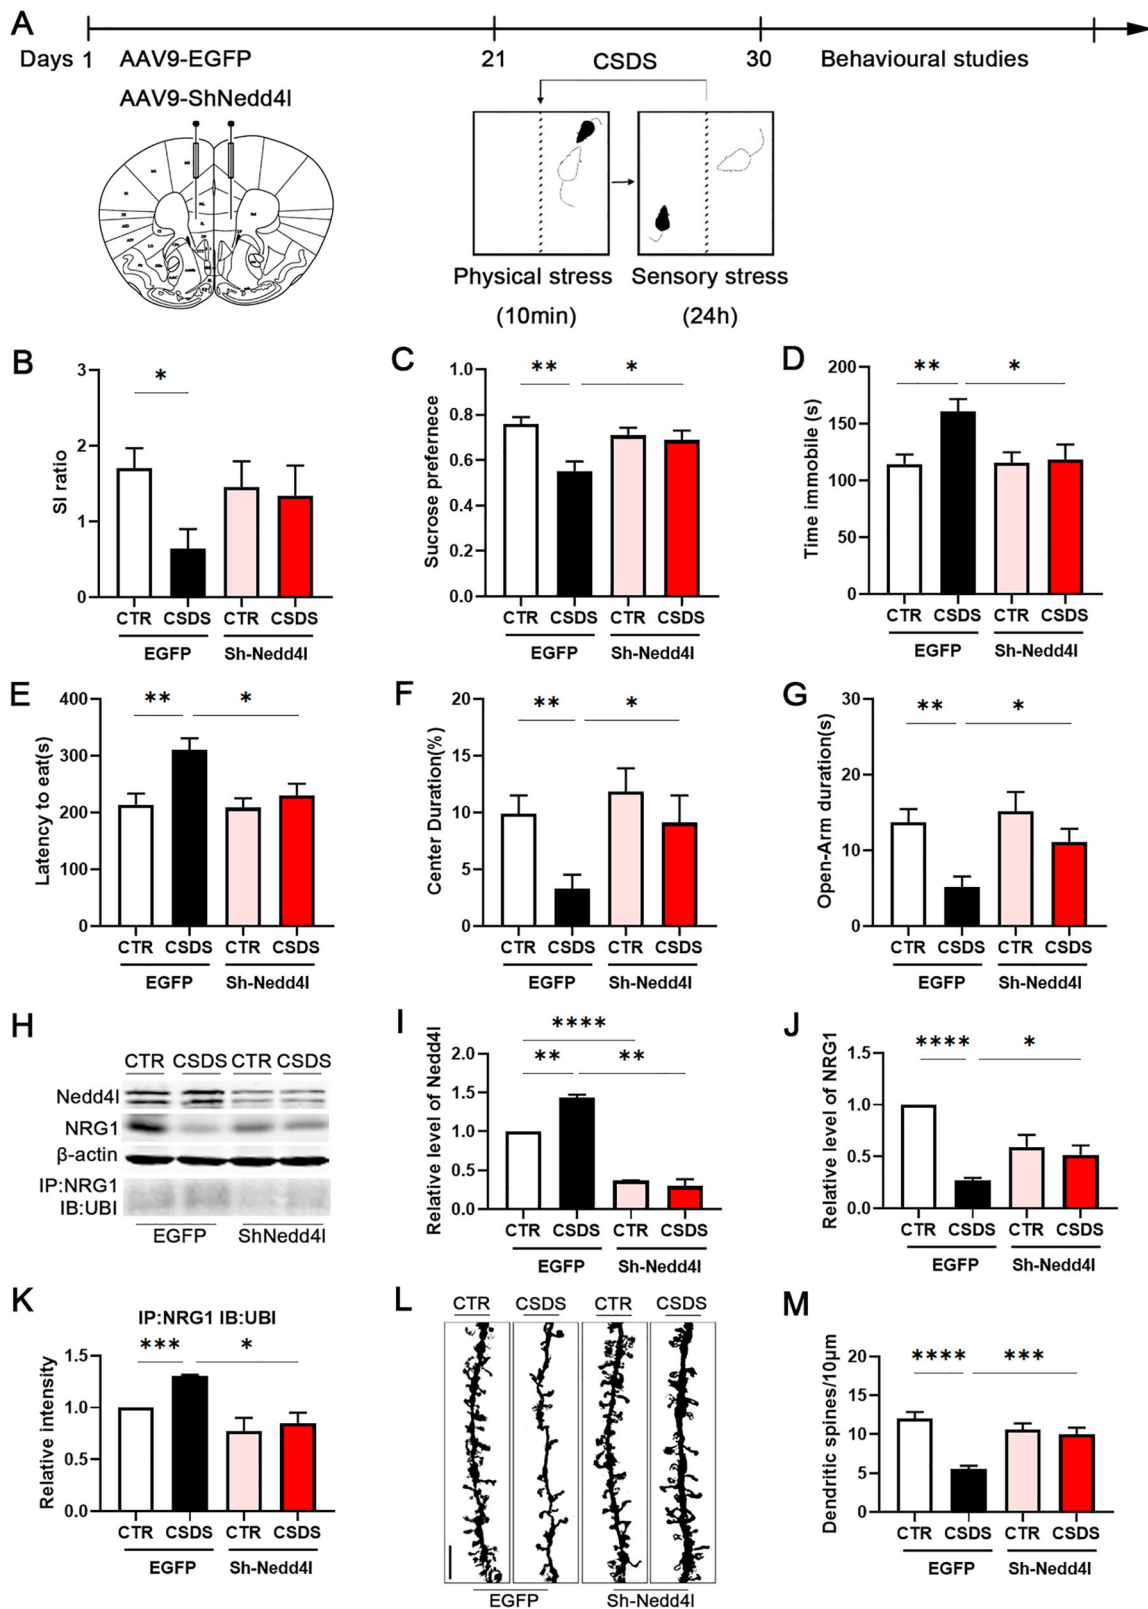 A
Days 1 AAV9-EGFP 21 CSDS 30 Behavioural studies
AAV9-ShNedd4l
Physical stress Sensory stress
(10min) (24h)
B
SI ratio
3
2
1
0
*
CTR CSDS CTR CSDS
EGFP Sh-Nedd4l
C
Sucrose prefernece
1.0
0.8
0.6
0.4
0.2
0.0
** *
CTR CSDS CTR CSDS
EGFP Sh-Nedd4l
D
Time immobile (s)
200
150
100
50
0
** *
CTR CSDS CTR CSDS
EGFP Sh-Nedd4l
E
Latency to eat(s)
400
300
200
100
0
** *
CTR CSDS CTR CSDS
EGFP Sh-Nedd4l
F
Center Duration(%)
20
15
10
5
0
** *
CTR CSDS CTR CSDS
EGFP Sh-Nedd4l
G
Open-Arm duration(s)
30
20
10
0
** *
CTR CSDS CTR CSDS
EGFP Sh-Nedd4l
H
CTR CSDS CTR CSDS
Nedd4l
NRG1
β-actin
IP:NRG1
IB:UBI
EGFP ShNedd4l
I
Relative level of Nedd4l
2.0
1.5
1.0
0.5
0.0
****
** **
CTR CSDS CTR CSDS
EGFP Sh-Nedd4l
J
Relative level of NRG1
1.5
1.0
0.5
0.0
**** *
CTR CSDS CTR CSDS
EGFP Sh-Nedd4l
K
IP:NRG1 IB:UBI
Relative intensity
1.5
1.0
0.5
0.0
*** *
CTR CSDS CTR CSDS
EGFP Sh-Nedd4l
L
CTR CSDS CTR CSDS
EGFP Sh-Nedd4l
M
Dendritic spines/10μm
20
15
10
5
0
**** ***
CTR CSDS CTR CSDS
EGFP Sh-Nedd4l